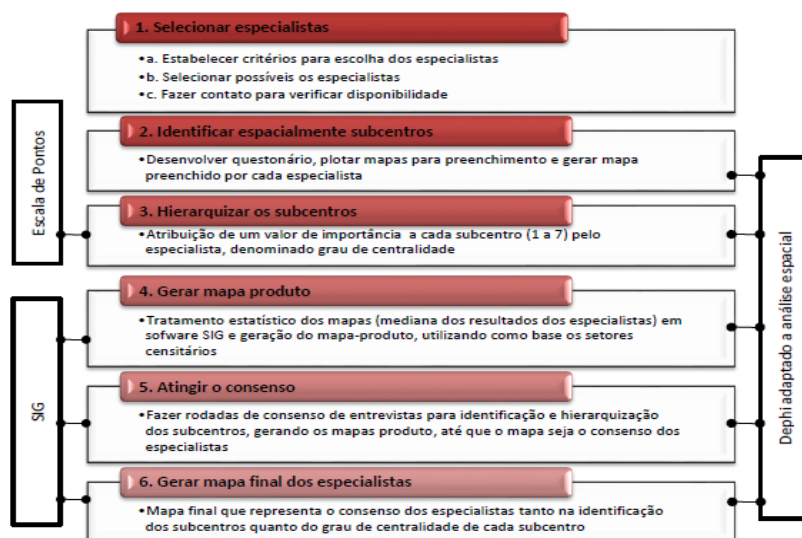 1. Selecionar especialistas
•a. Estabelecer critérios para escolha dos especialistas
•b. Selecionar possíveis os especialistas
•c. Fazer contato para verificar disponibilidade
Escala de Pontos
2. Identificar espacialmente subcentros
•Desenvolver questonário, plotar mapas para preenchimento e gerar mapa
preenchido por cada especialista
3. Hierarquizar os subcentros
•Atribuição de um valor de importância a cada subcentro (1 a 7) pelo
especialista, denominado grau de centralidade
SIG
4. Gerar mapa produto
•Tratamento estatístico dos mapas (mediana dos resultados dos especialistas) em
sofware SIG e geração do mapa-produto, utilizando como base os setores
censitários
5. Atingir o consenso
•Fazer rodadas de consenso de entrevistas para identificação e hierarquização
dos subcentros, gerando os mapas produto, até que o mapa seja o consenso dos
especialistas
6. Gerar mapa final dos especialistas
•Mapa final que representa o consenso dos especialistas tanto na identificação
dos subcentros quanto do grau de centralidade de cada subcentro
Dephi adaptado a análise espacial